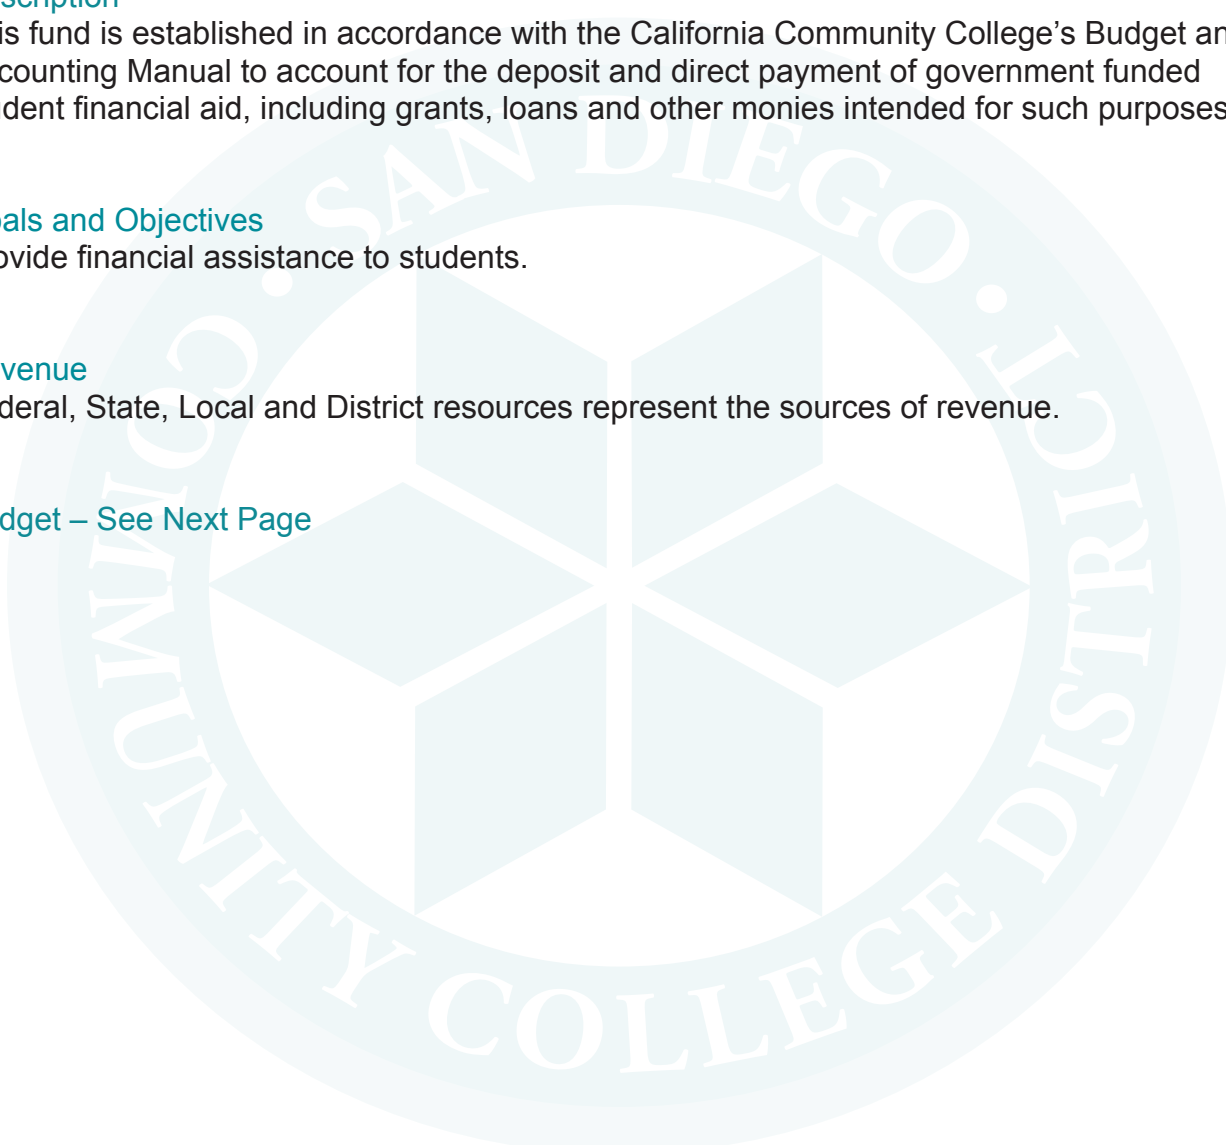 scription
is fund is established in accordance with the California Community College’s Budget an
counting Manual to account for the deposit and direct payment of government funded
udent financial aid, including grants, loans and other monies intended for such purposes
als and Objectives
ovide financial assistance to students.
venue
deral, State, Local and District resources represent the sources of revenue.
dget – See Next Page
SAN DIEGO • COMMUNITY COLLEGE DISTRICT •